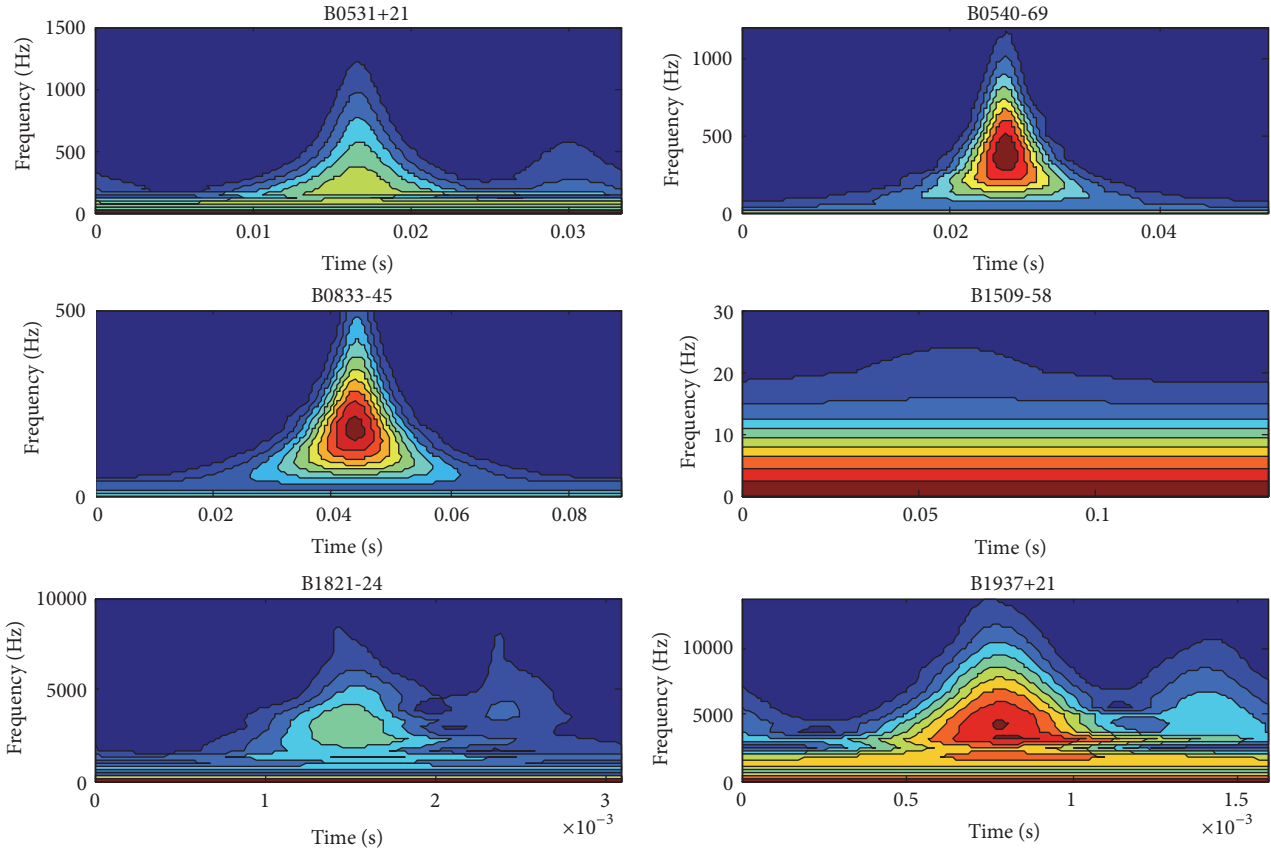 B0531+21
1500
1000
500
0
Frequency (Hz)
0 0.01 0.02 0.03
Time (s)
B0540-69
1000
500
0
Frequency (Hz)
0 0.02 0.04
Time (s)
B0833-45
500
0
Frequency (Hz)
0 0.02 0.04 0.06 0.08
Time (s)
B1509-58
30
20
10
0
Frequency (Hz)
0 0.05 0.1
Time (s)
B1821-24
10000
5000
0
Frequency (Hz)
0 1 2 3
×10−3
Time (s)
B1937+21
10000
5000
0
Frequency (Hz)
0 0.5 1 1.5
×10−3
Time (s)